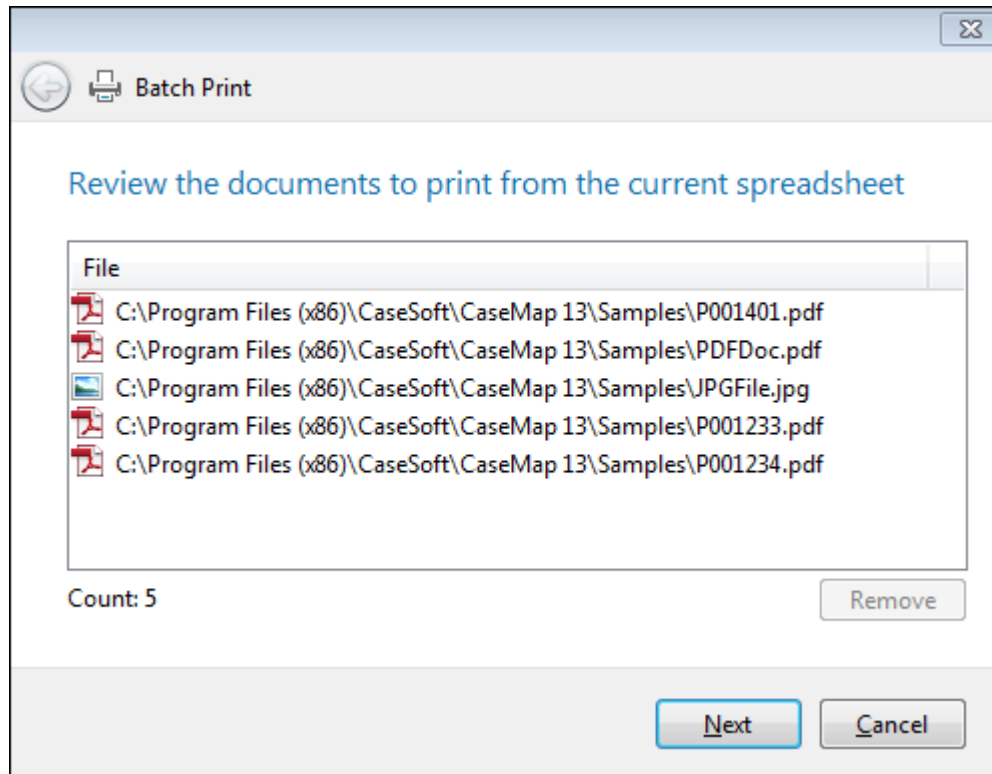 Batch Print
Review the documents to print from the current spreadsheet
File
C:\Program Files (x86)\CaseSoft\CaseMap 13\Samples\P001401.pdf
C:\Program Files (x86)\CaseSoft\CaseMap 13\Samples\PDFDoc.pdf
C:\Program Files (x86)\CaseSoft\CaseMap 13\Samples\JPGFile.jpg
C:\Program Files (x86)\CaseSoft\CaseMap 13\Samples\P001233.pdf
C:\Program Files (x86)\CaseSoft\CaseMap 13\Samples\P001234.pdf
Count: 5
Remove
Next
Cancel